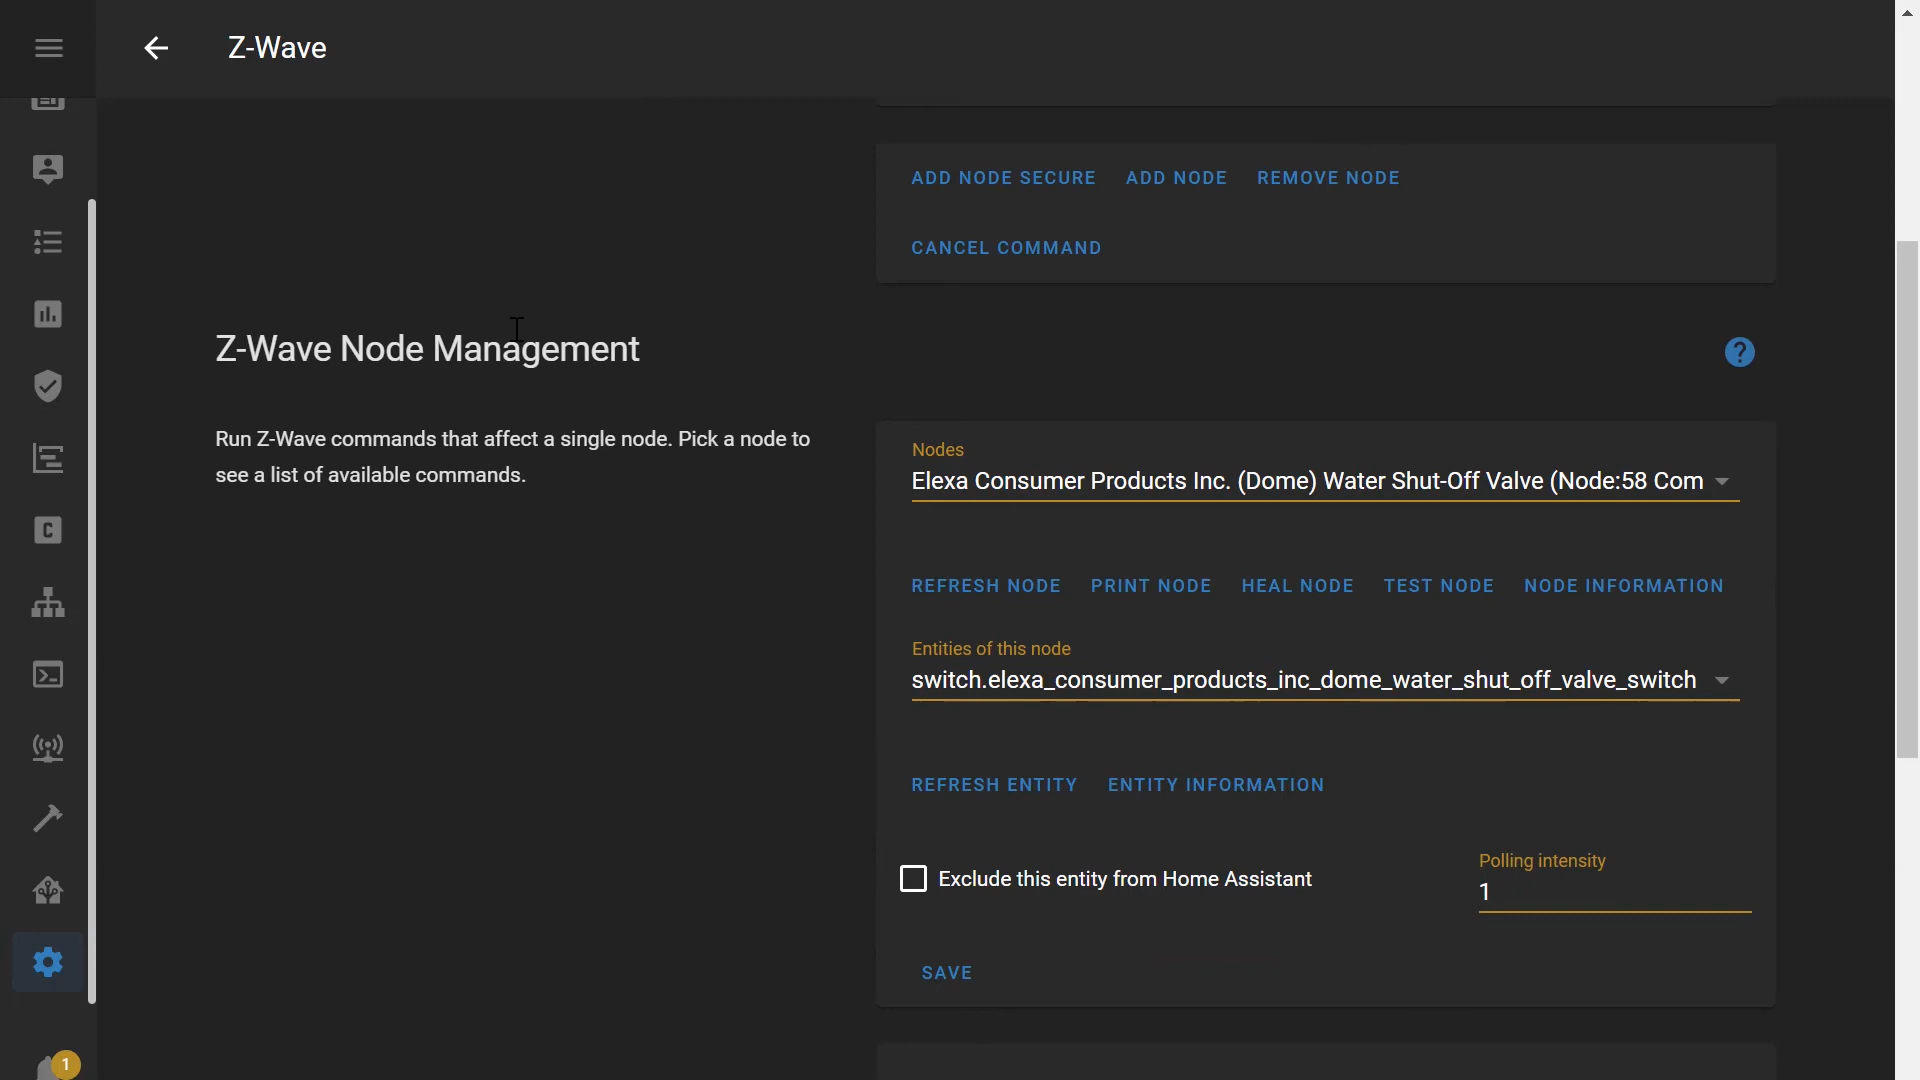 Z-Wave
ADD NODE SECURE ADD NODE REMOVE NODE
CANCEL COMMAND
Z-Wave Node Management
?
Run Z-Wave commands that affect a single node. Pick a node to
see a list of available commands.
Nodes
Elexa Consumer Products Inc. (Dome) Water Shut-Off Valve (Node:58 Com
REFRESH NODE PRINT NODE HEAL NODE TEST NODE NODE INFORMATION
Entities of this node
switch.elexa_consumer_products_inc_dome_water_shut_off_valve_switch
REFRESH ENTITY ENTITY INFORMATION
Exclude this entity from Home Assistant
Polling intensity
1
SAVE
C
1